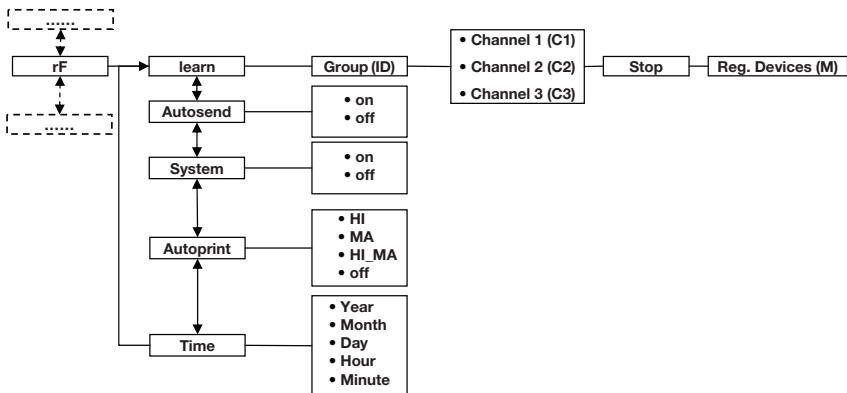 ......
rF
......
learn
Group (ID)
• Channel 1 (C1)
• Channel 2 (C2)
• Channel 3 (C3)
Stop
Reg. Devices (M)
Autosend
• on
• off
System
• on
• off
Autoprint
• HI
• MA
• HI_MA
• off
Time
• Year
• Month
• Day
• Hour
• Minute